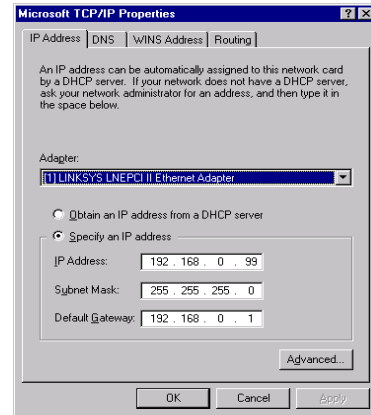 Microsoft TCP/IP Properties
IP Address DNS WINS Address Routing
An IP address can be automatically assigned to this network card
by a DHCP server. If your network does not have a DHCP server,
ask your network administrator for an address, and then type it in
the space below.
Adapter:
[1] LINKSYS LNEPCI II Ethernet Adapter
Obtain an IP address from a DHCP server
Specify an IP address
IP Address: 192 . 168 . 0 . 99
Subnet Mask: 255 . 255 . 255 . 0
Default Gateway: 192 . 168 . 0 . 1
Advanced...
OK Cancel Apply